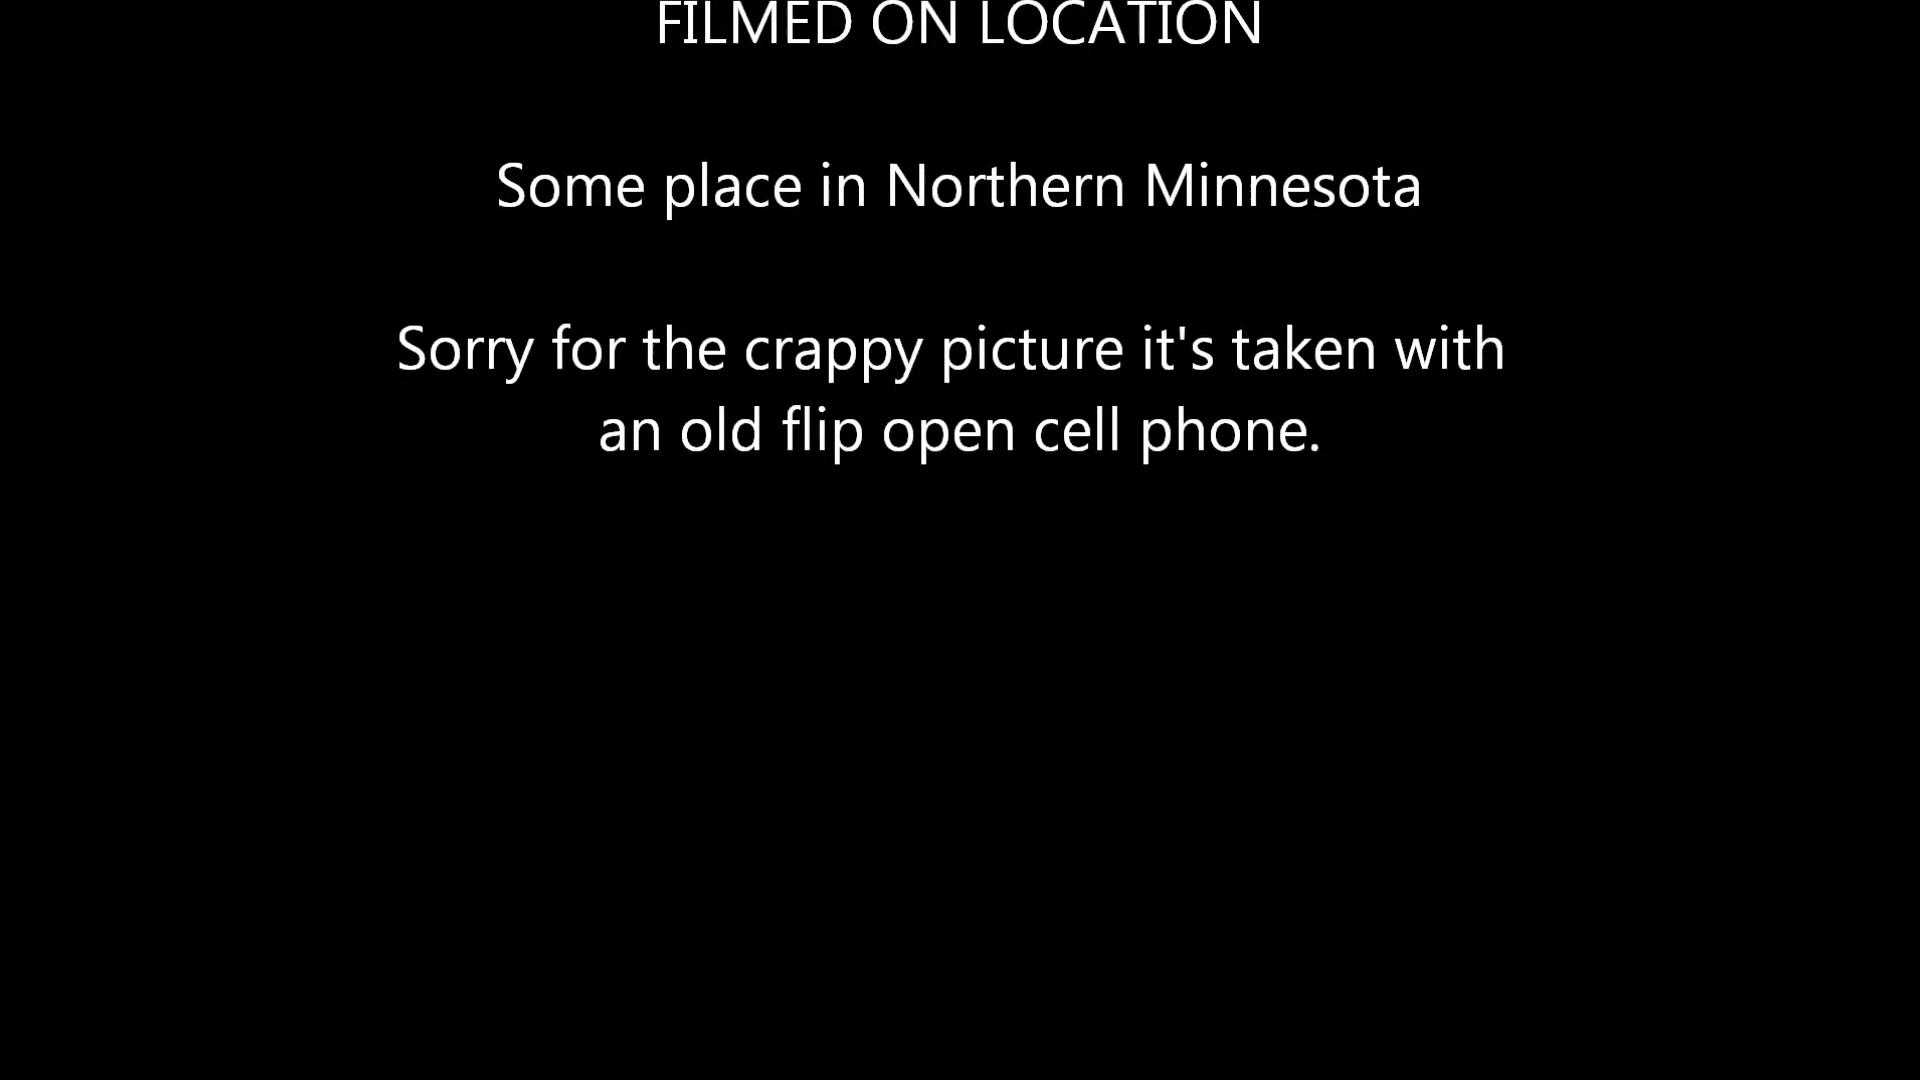 FILMED ON LOCATION
Some place in Northern Minnesota
Sorry for the crappy picture it's taken with
an old flip open cell phone.